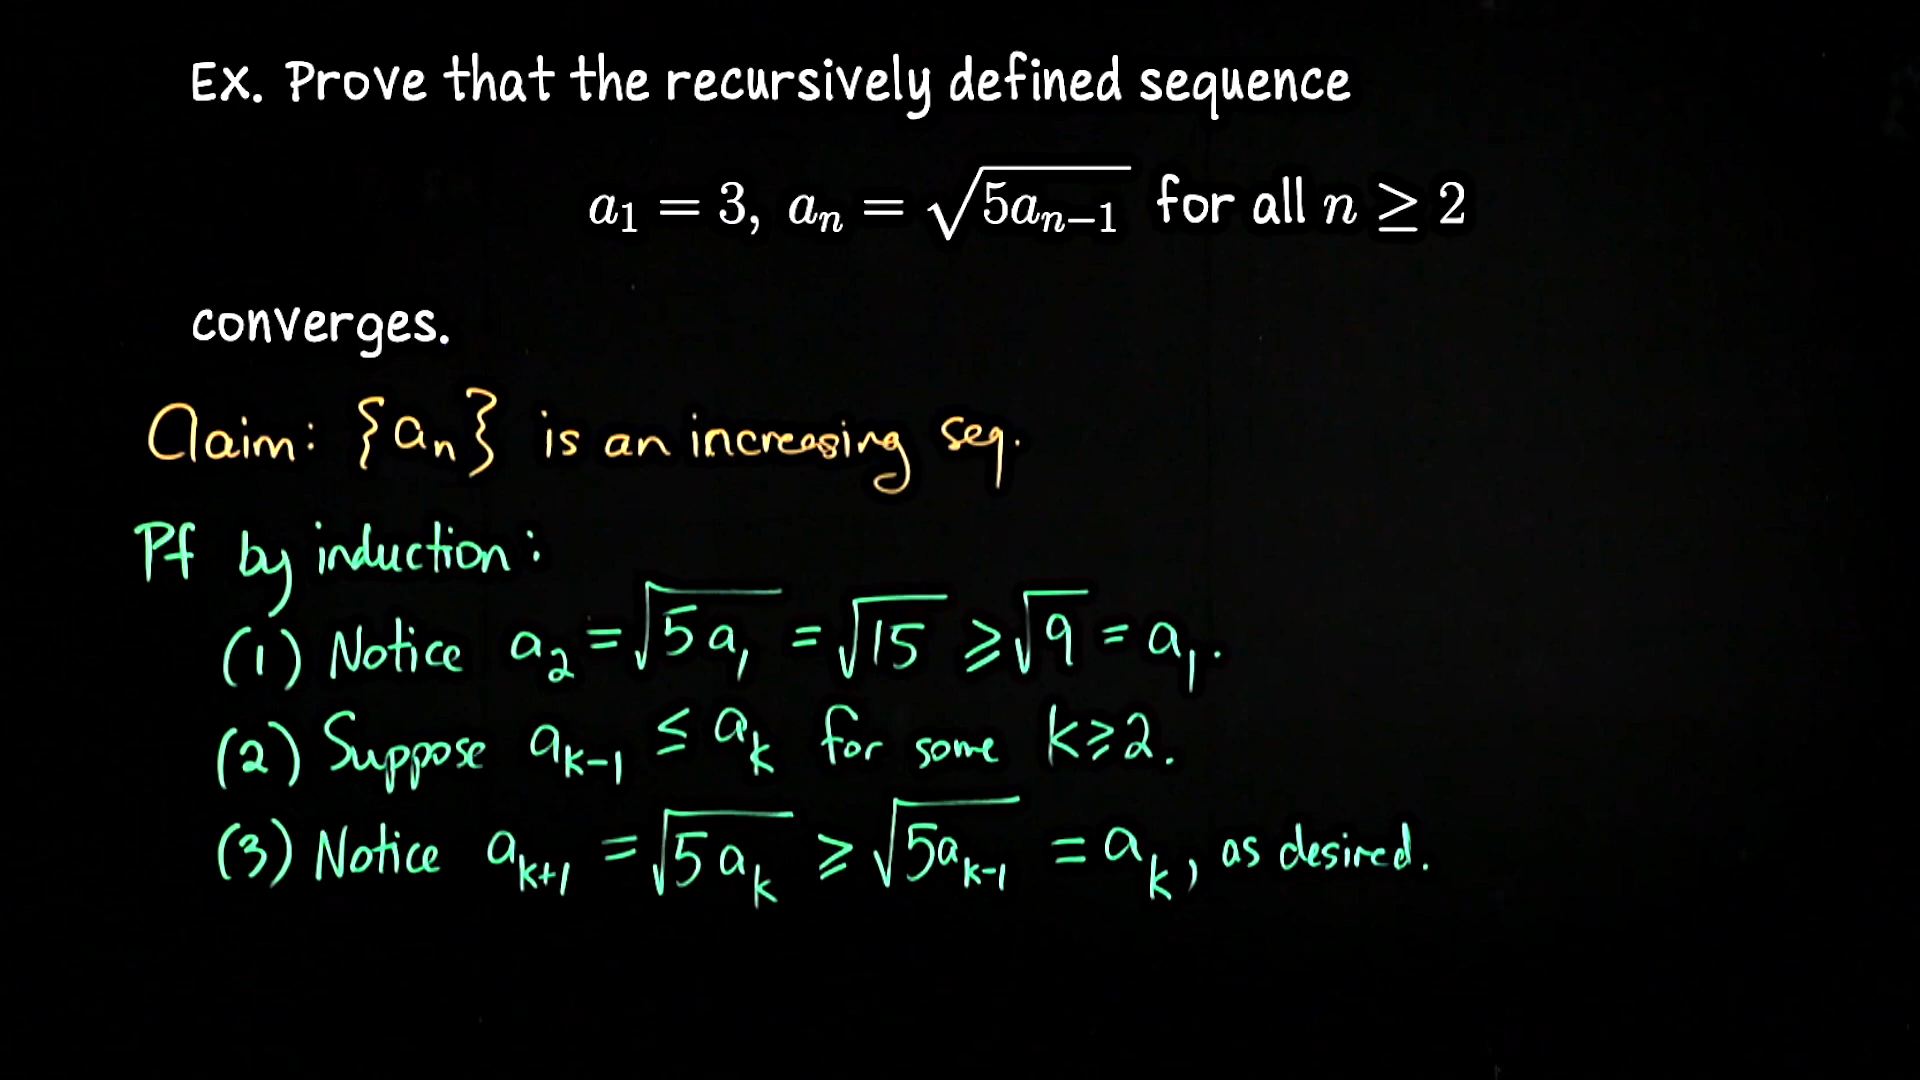 Ex. Prove that the recursively defined sequence
a₁ = 3, aₙ = √(5aₙ₋₁) for all n ≥ 2
converges.
Claim: {aₙ} is an increasing seq.
Pf by induction:
(1) Notice a₂ = √(5a₁) = √15 ≥ √9 = a₁.
(2) Suppose aₖ₋₁ ≤ aₖ for some k ≥ 2.
(3) Notice aₖ₊₁ = √(5aₖ) ≥ √(5aₖ₋₁) = aₖ, as desired.